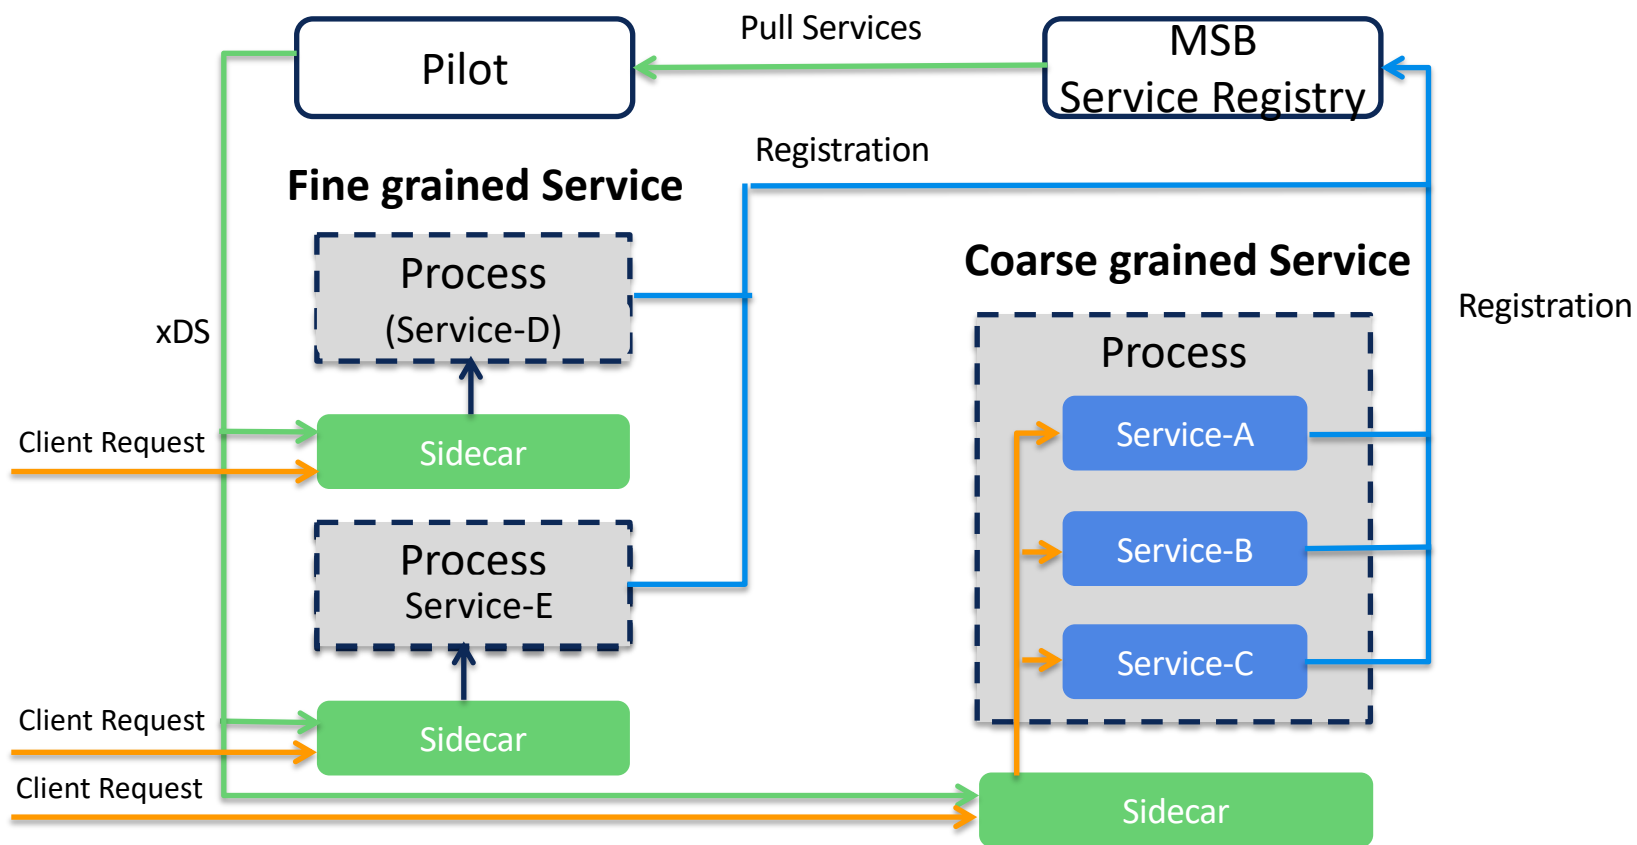 Pilot
Pull Services
MSB
Service Registry
Registration
Fine grained Service
Coarse grained Service
Process
(Service-D)
Registration
xDS
Process
Service-A
Client Request
Sidecar
Service-B
Process
Service-E
Service-C
Client Request
Sidecar
Client Request
Sidecar